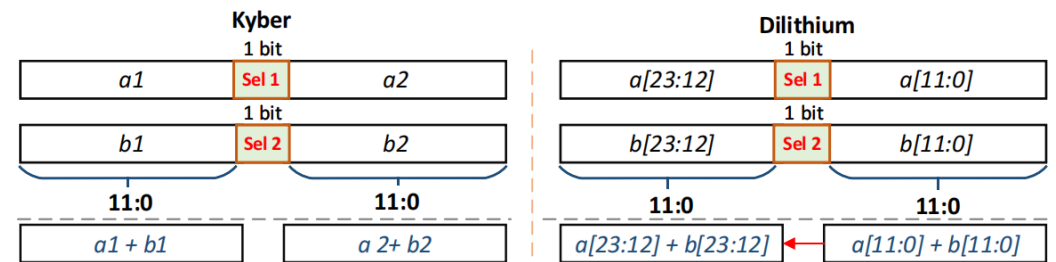 Kyber
1 bit
a1 Sel 1 a2
1 bit
b1 Sel 2 b2
11:0 11:0
a1 + b1 a 2+ b2
Dilithium
1 bit
a[23:12] Sel 1 a[11:0]
1 bit
b[23:12] Sel 2 b[11:0]
11:0 11:0
a[23:12] + b[23:12] a[11:0] + b[11:0]